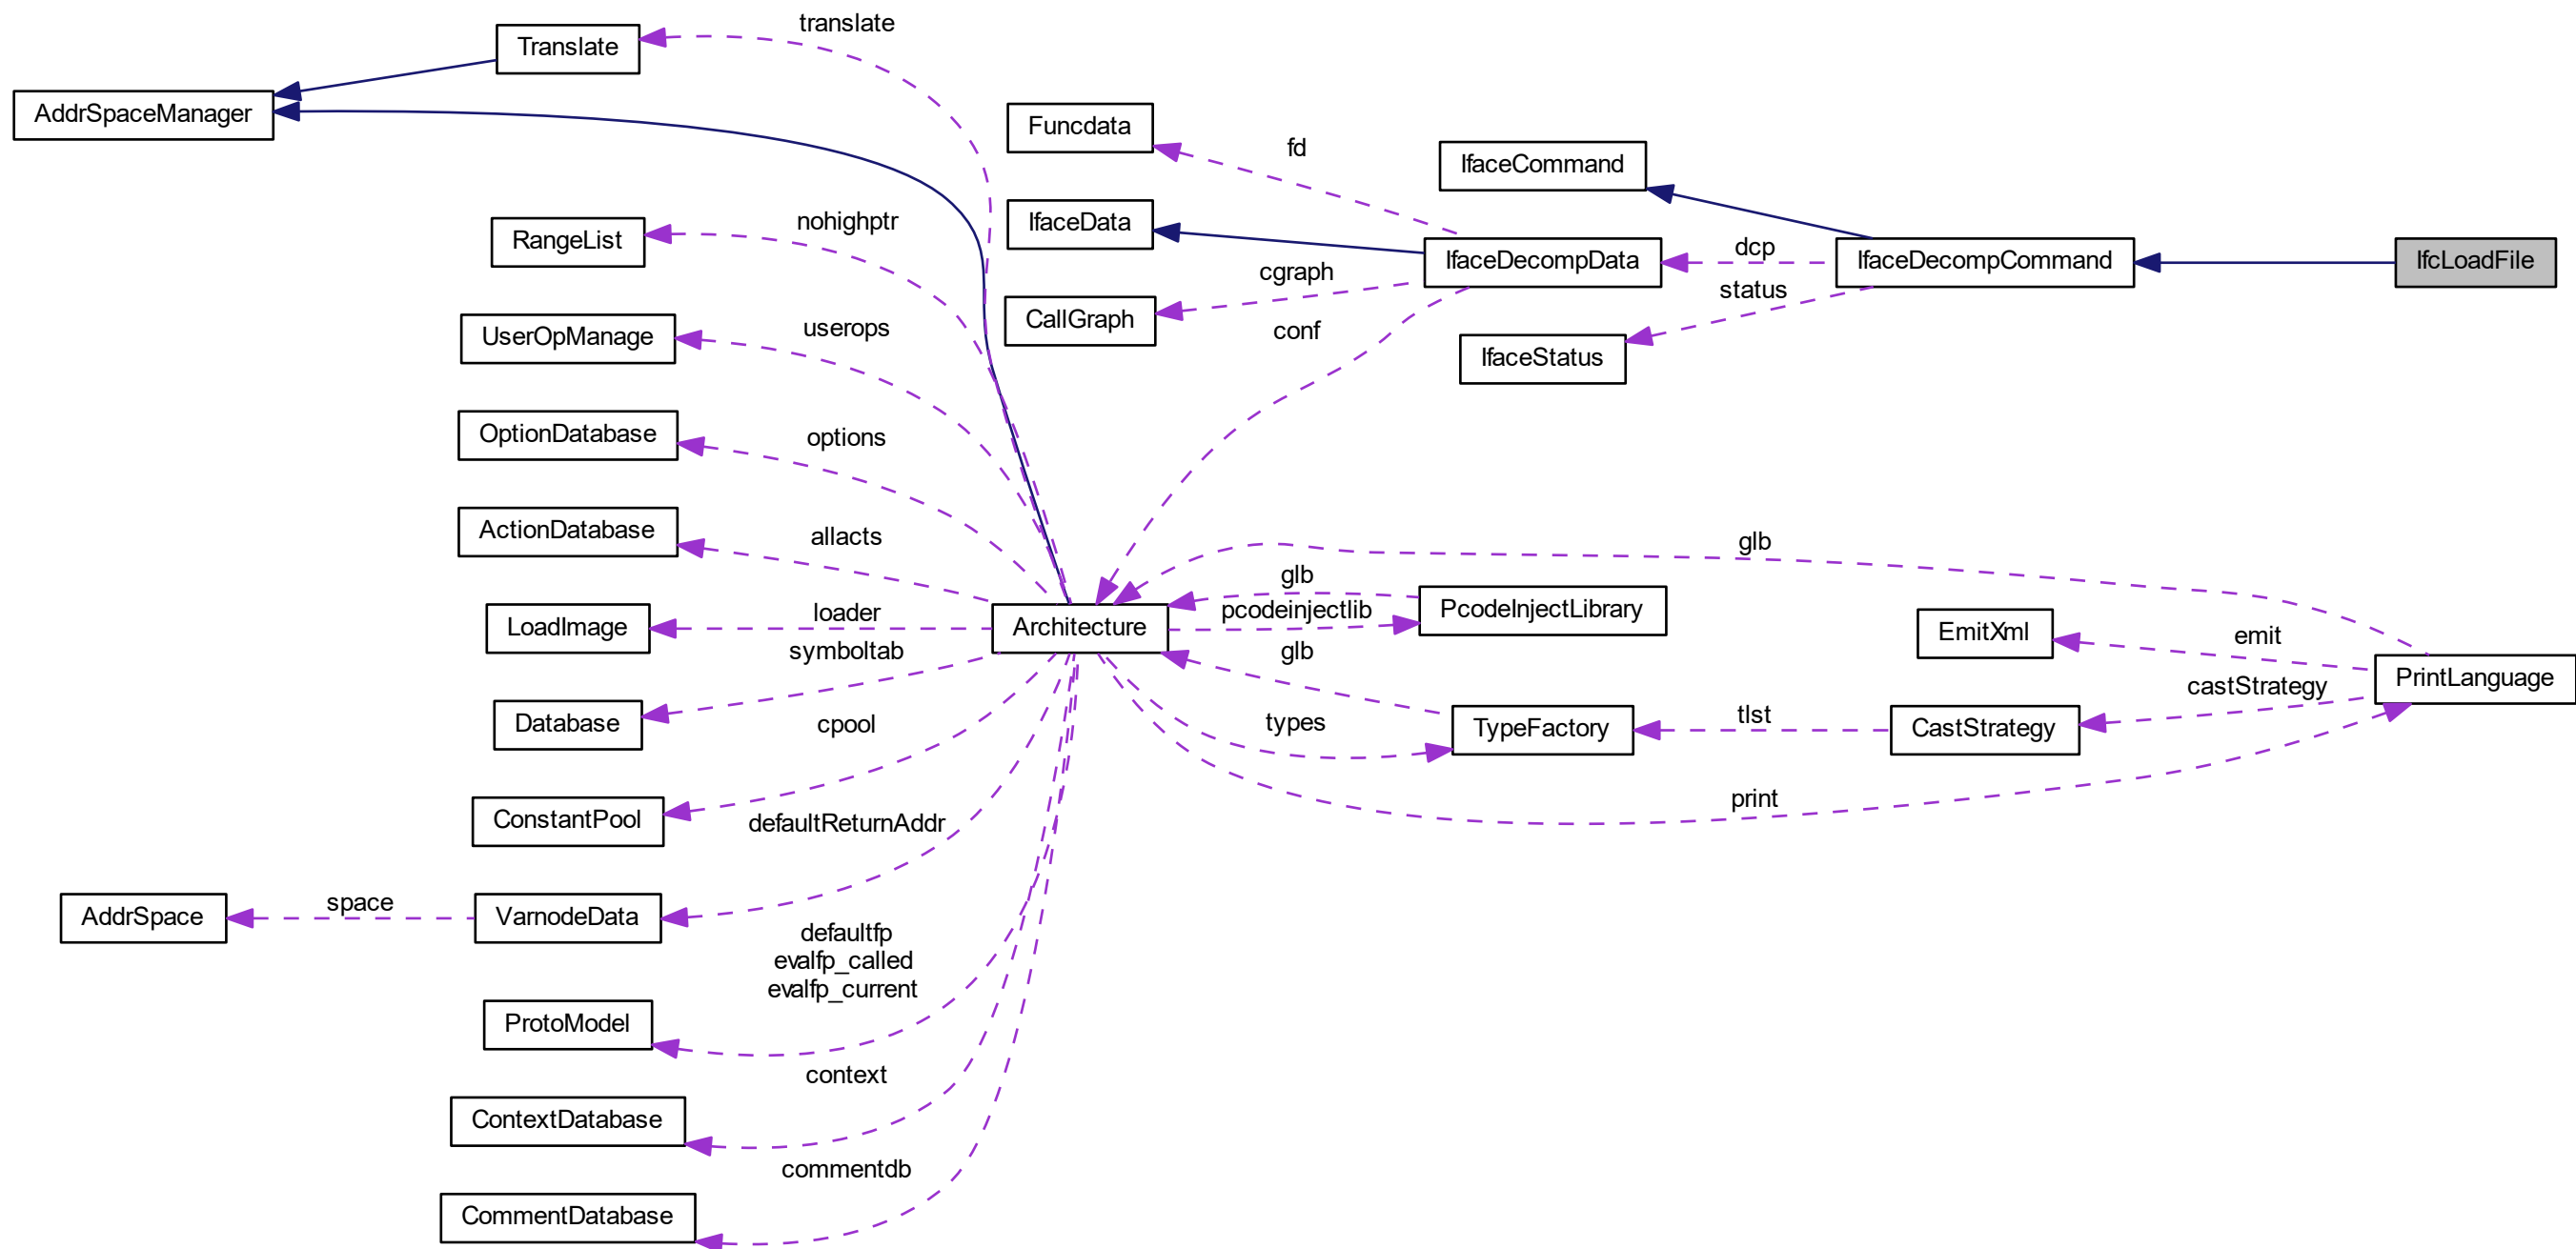 translate
Translate
AddrSpaceManager
Funcdata
fd
IfaceCommand
nohighptr
RangeList
IfaceData
dcp
IfaceDecompData
IfaceDecompCommand
IfcLoadFile
cgraph
status
CallGraph
conf
userops
UserOpManage
IfaceStatus
options
OptionDatabase
allacts
ActionDatabase
glb
glb
loader
pcodeinjectlib
PcodeInjectLibrary
LoadImage
Architecture
EmitXml
emit
symboltab
glb
PrintLanguage
castStrategy
cpool
types
tlst
Database
TypeFactory
CastStrategy
print
ConstantPool
defaultReturnAddr
space
AddrSpace
VarnodeData
defaultfp
evalfp_called
evalfp_current
ProtoModel
context
ContextDatabase
commentdb
CommentDatabase